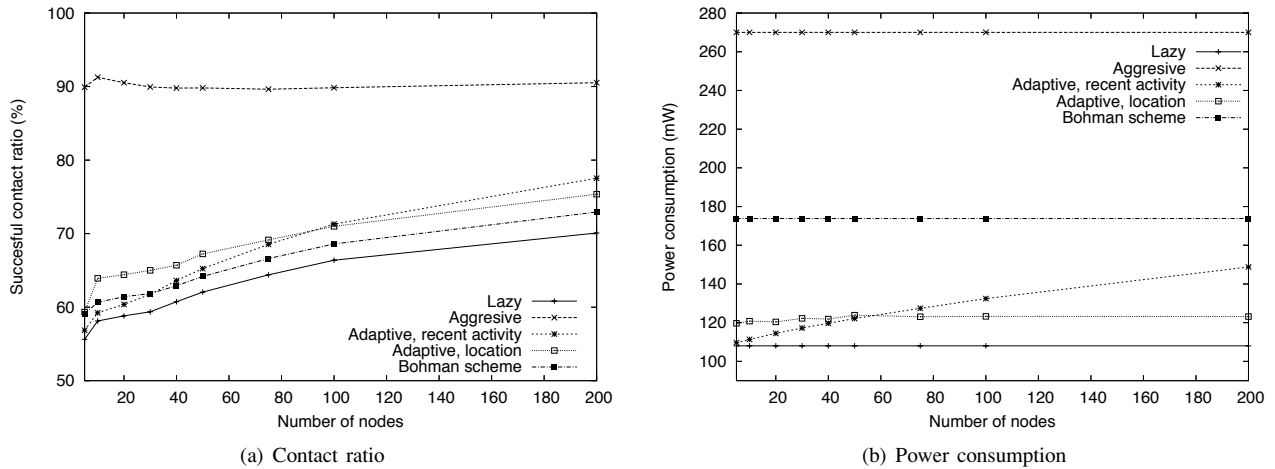 100
90
80
70
60
50
Succesful contact ratio (%)
Lazy
Aggresive
Adaptive, recent activity
Adaptive, location
Bohman scheme
20 40 60 80 100 120 140 160 180 200
Number of nodes
(a) Contact ratio
280
260
240
220
200
180
160
140
120
100
Power consumption (mW)
Lazy
Aggresive
Adaptive, recent activity
Adaptive, location
Bohman scheme
20 40 60 80 100 120 140 160 180 200
Number of nodes
(b) Power consumption